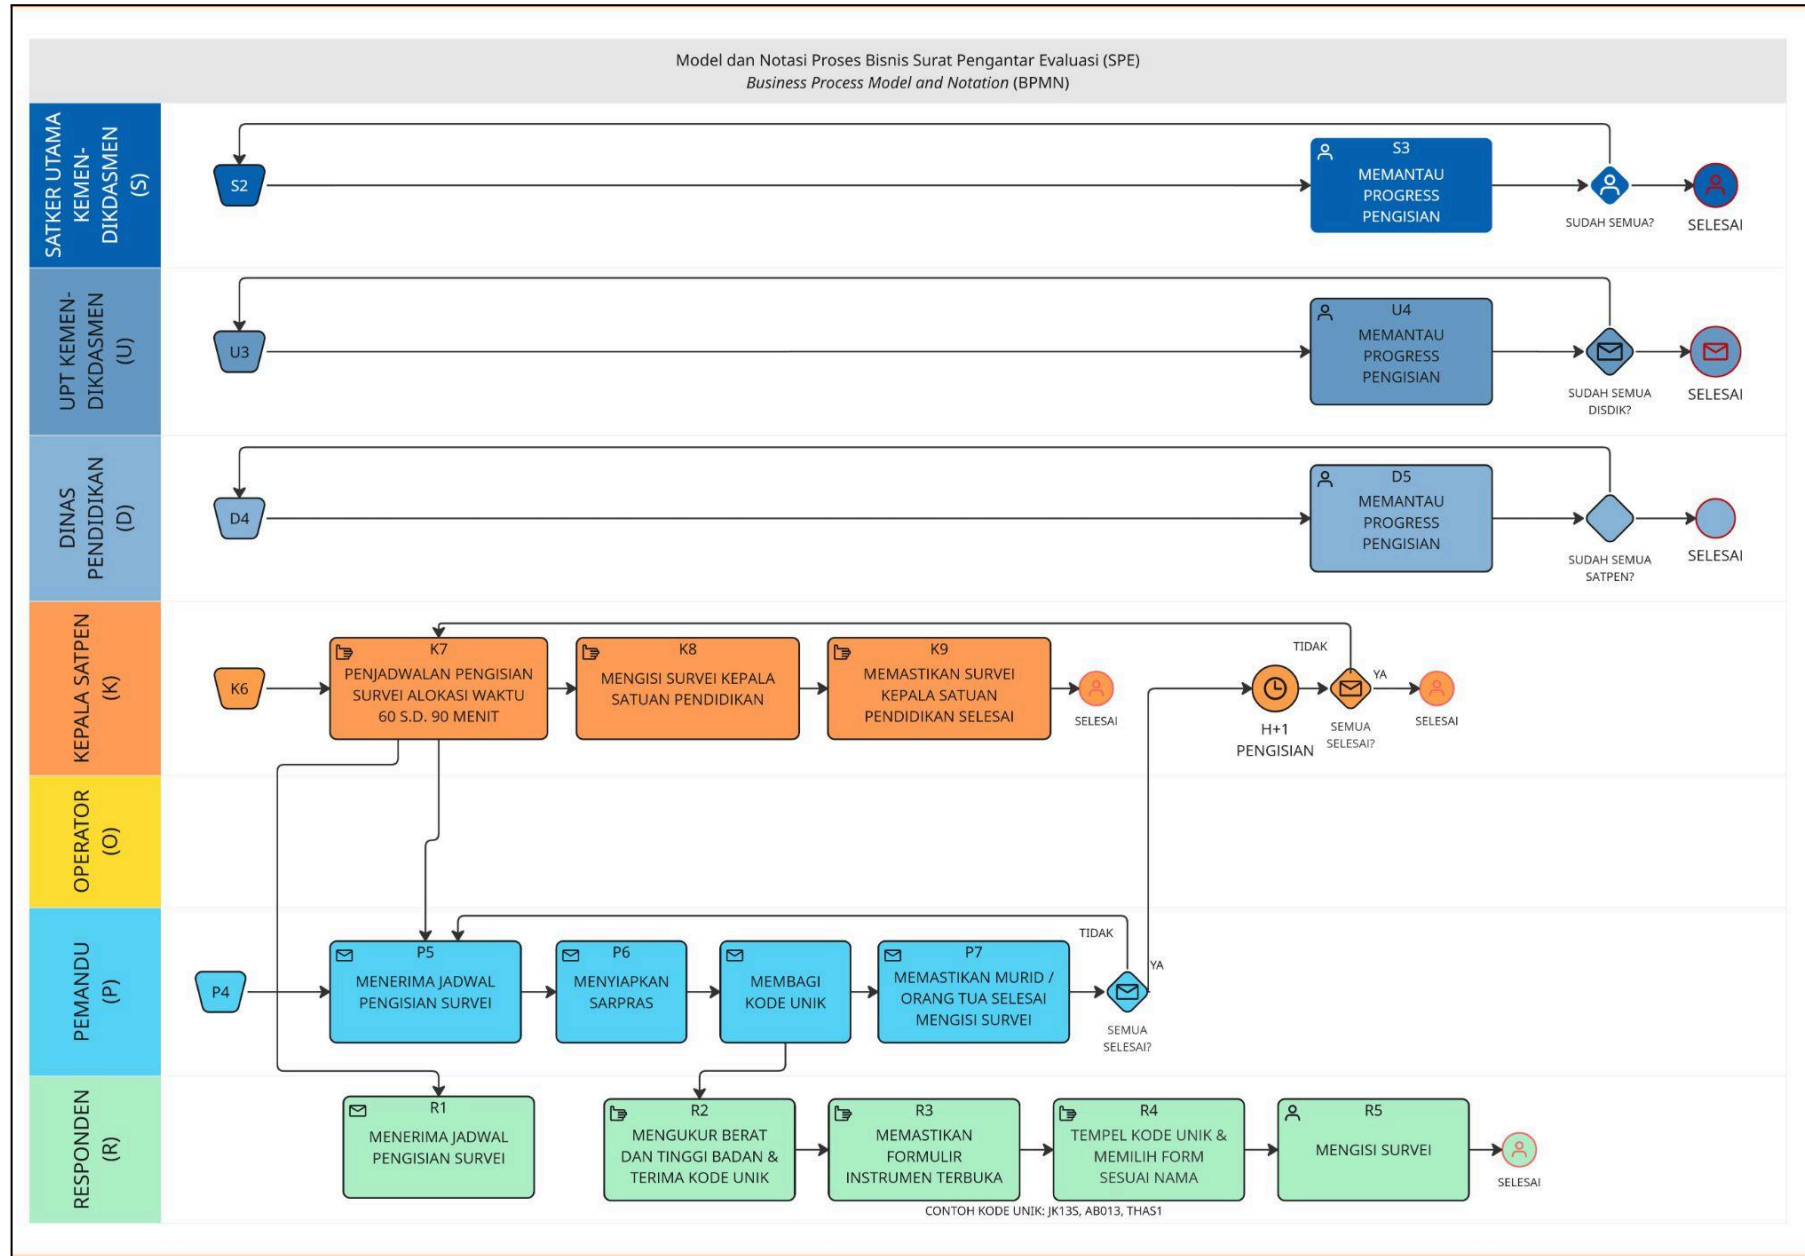 Model dan Notasi Proses Bisnis Surat Pengantar Evaluasi (SPE)
Business Process Model and Notation (BPMN)
SATKER UTAMA
KEMEN-
DIKDASMEN
(S)
S2
S3
MEMANTAU
PROGRESS
PENGISIAN
SUDAH SEMUA?
SELESAI
UPT KEMEN-
DIKDASMEN
(U)
U3
U4
MEMANTAU
PROGRESS
PENGISIAN
SUDAH SEMUA
DISDIK?
SELESAI
DINAS
PENDIDIKAN
(D)
D4
D5
MEMANTAU
PROGRESS
PENGISIAN
SUDAH SEMUA
SATPEN?
SELESAI
KEPALA SATPEN
(K)
K6
K7
PENJADWALAN PENGISIAN
SURVEI ALOKASI WAKTU
60 S.D. 90 MENIT
K8
MENGISI SURVEI KEPALA
SATUAN PENDIDIKAN
K9
MEMASTIKAN SURVEI
KEPALA SATUAN
PENDIDIKAN SELESAI
SELESAI
H+1
PENGISIAN
TIDAK
YA
SEMUA
SELESAI?
SELESAI
OPERATOR
(O)
PEMANDU
(P)
P4
P5
MENERIMA JADWAL
PENGISIAN SURVEI
P6
MENYIAPKAN
SARPRAS
MEMBAGI
KODE UNIK
P7
MEMASTIKAN MURID /
ORANG TUA SELESAI
MENGISI SURVEI
TIDAK
YA
SEMUA
SELESAI?
RESPONDEN
(R)
R1
MENERIMA JADWAL
PENGISIAN SURVEI
R2
MENGUKUR BERAT
DAN TINGGI BADAN &
TERIMA KODE UNIK
R3
MEMASTIKAN
FORMULIR
INSTRUMEN TERBUKA
R4
TEMPEL KODE UNIK &
MEMILIH FORM
SESUAI NAMA
R5
MENGISI SURVEI
SELESAI
CONTOH KODE UNIK: JK13S, AB013, THAS1